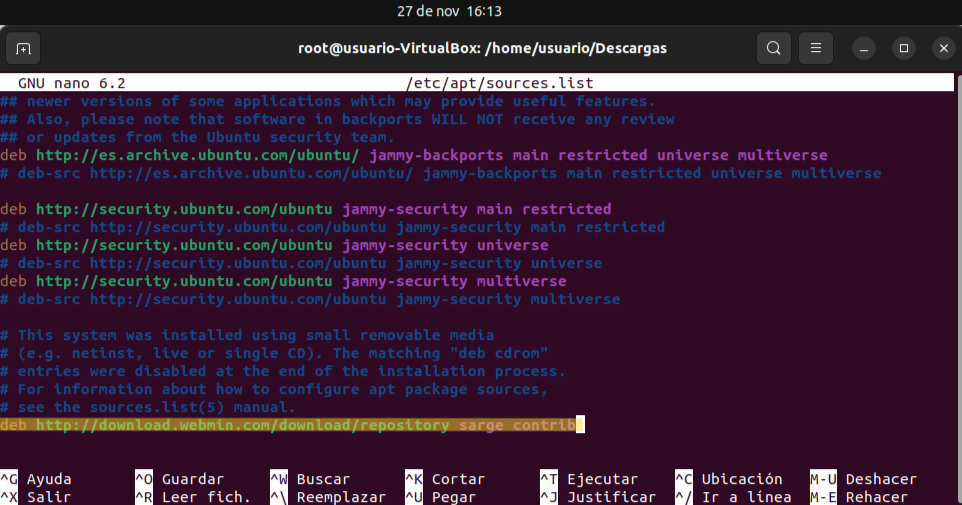 27 de nov 16:13
root@usuario-VirtualBox: /home/usuario/Descargas
GNU nano 6.2 /etc/apt/sources.list
## newer versions of some applications which may provide useful features.
## Also, please note that software in backports WILL NOT receive any review
## or updates from the Ubuntu security team.
deb http://es.archive.ubuntu.com/ubuntu/ jammy-backports main restricted universe multiverse
# deb-src http://es.archive.ubuntu.com/ubuntu/ jammy-backports main restricted universe multiverse
deb http://security.ubuntu.com/ubuntu jammy-security main restricted
# deb-src http://security.ubuntu.com/ubuntu jammy-security main restricted
deb http://security.ubuntu.com/ubuntu jammy-security universe
# deb-src http://security.ubuntu.com/ubuntu jammy-security universe
deb http://security.ubuntu.com/ubuntu jammy-security multiverse
# deb-src http://security.ubuntu.com/ubuntu jammy-security multiverse
# This system was installed using small removable media
# (e.g. netinst, live or single CD). The matching "deb cdrom"
# entries were disabled at the end of the installation process.
# For information about how to configure apt package sources,
# see the sources.list(5) manual.
deb http://download.webmin.com/download/repository sarge contrib
^G Ayuda ^O Guardar ^W Buscar ^K Cortar ^T Ejecutar ^C Ubicación M-U Deshacer
^X Salir ^R Leer fich. ^\ Reemplazar ^U Pegar ^J Justificar ^/ Ir a línea M-E Rehacer